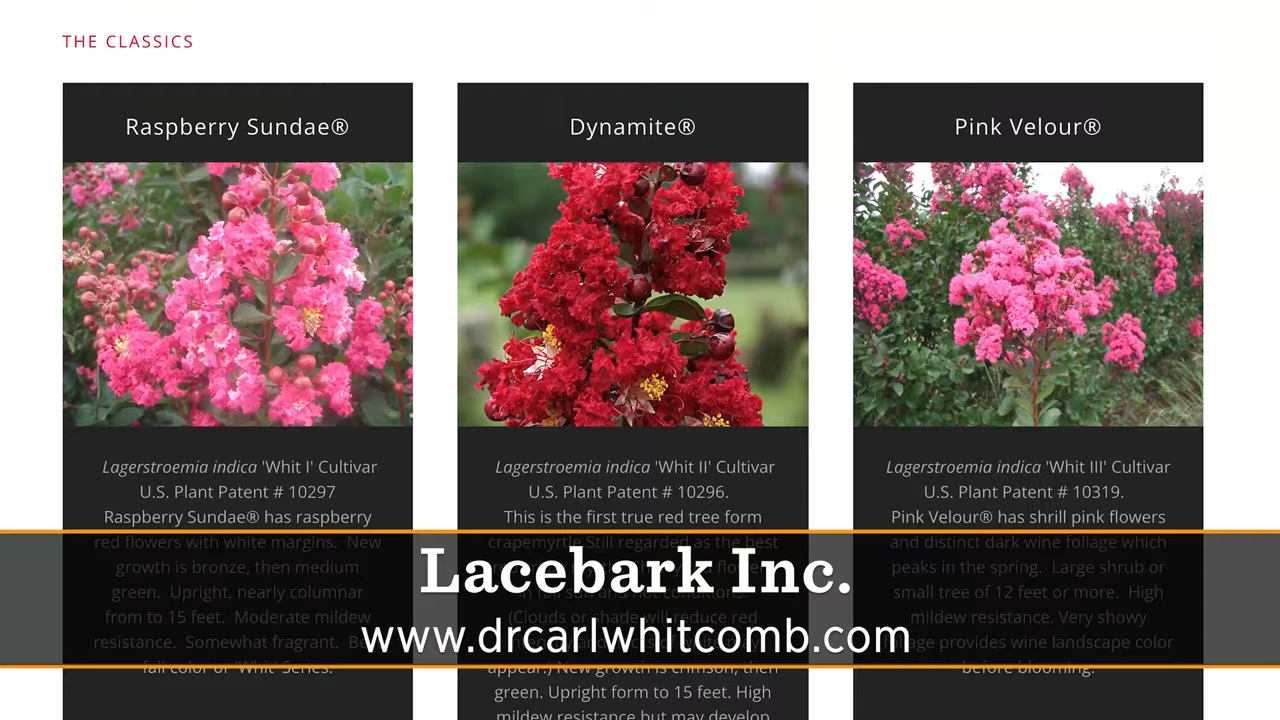 THE CLASSICS
Raspberry Sundae®
Lagerstroemia indica 'Whit I' Cultivar
U.S. Plant Patent # 10297
Raspberry Sundae® has raspberry
red flowers with white margins. New
growth is bronze, then medium
green. Upright, nearly columnar
from to 15 feet. Moderate mildew
resistance. Somewhat fragrant.
fall color of 'Whit' Series.
Dynamite®
Lagerstroemia indica 'Whit II' Cultivar
U.S. Plant Patent # 10296.
This is the first true red tree form
crapemyrtle Still regarded as the best
in full sun and hot conditions.
(Clouds or shade will reduce red
appear.) New growth is crimson, then
green. Upright form to 15 feet. High
mildew resistance but may develop
Pink Velour®
Lagerstroemia indica 'Whit III' Cultivar
U.S. Plant Patent # 10319.
Pink Velour® has shrill pink flowers
and distinct dark wine foliage which
peaks in the spring. Large shrub or
small tree of 12 feet or more. High
mildew resistance. Very showy
provides wine landscape color
before blooming.
Lacebark Inc.
www.drcarlwhitcomb.com